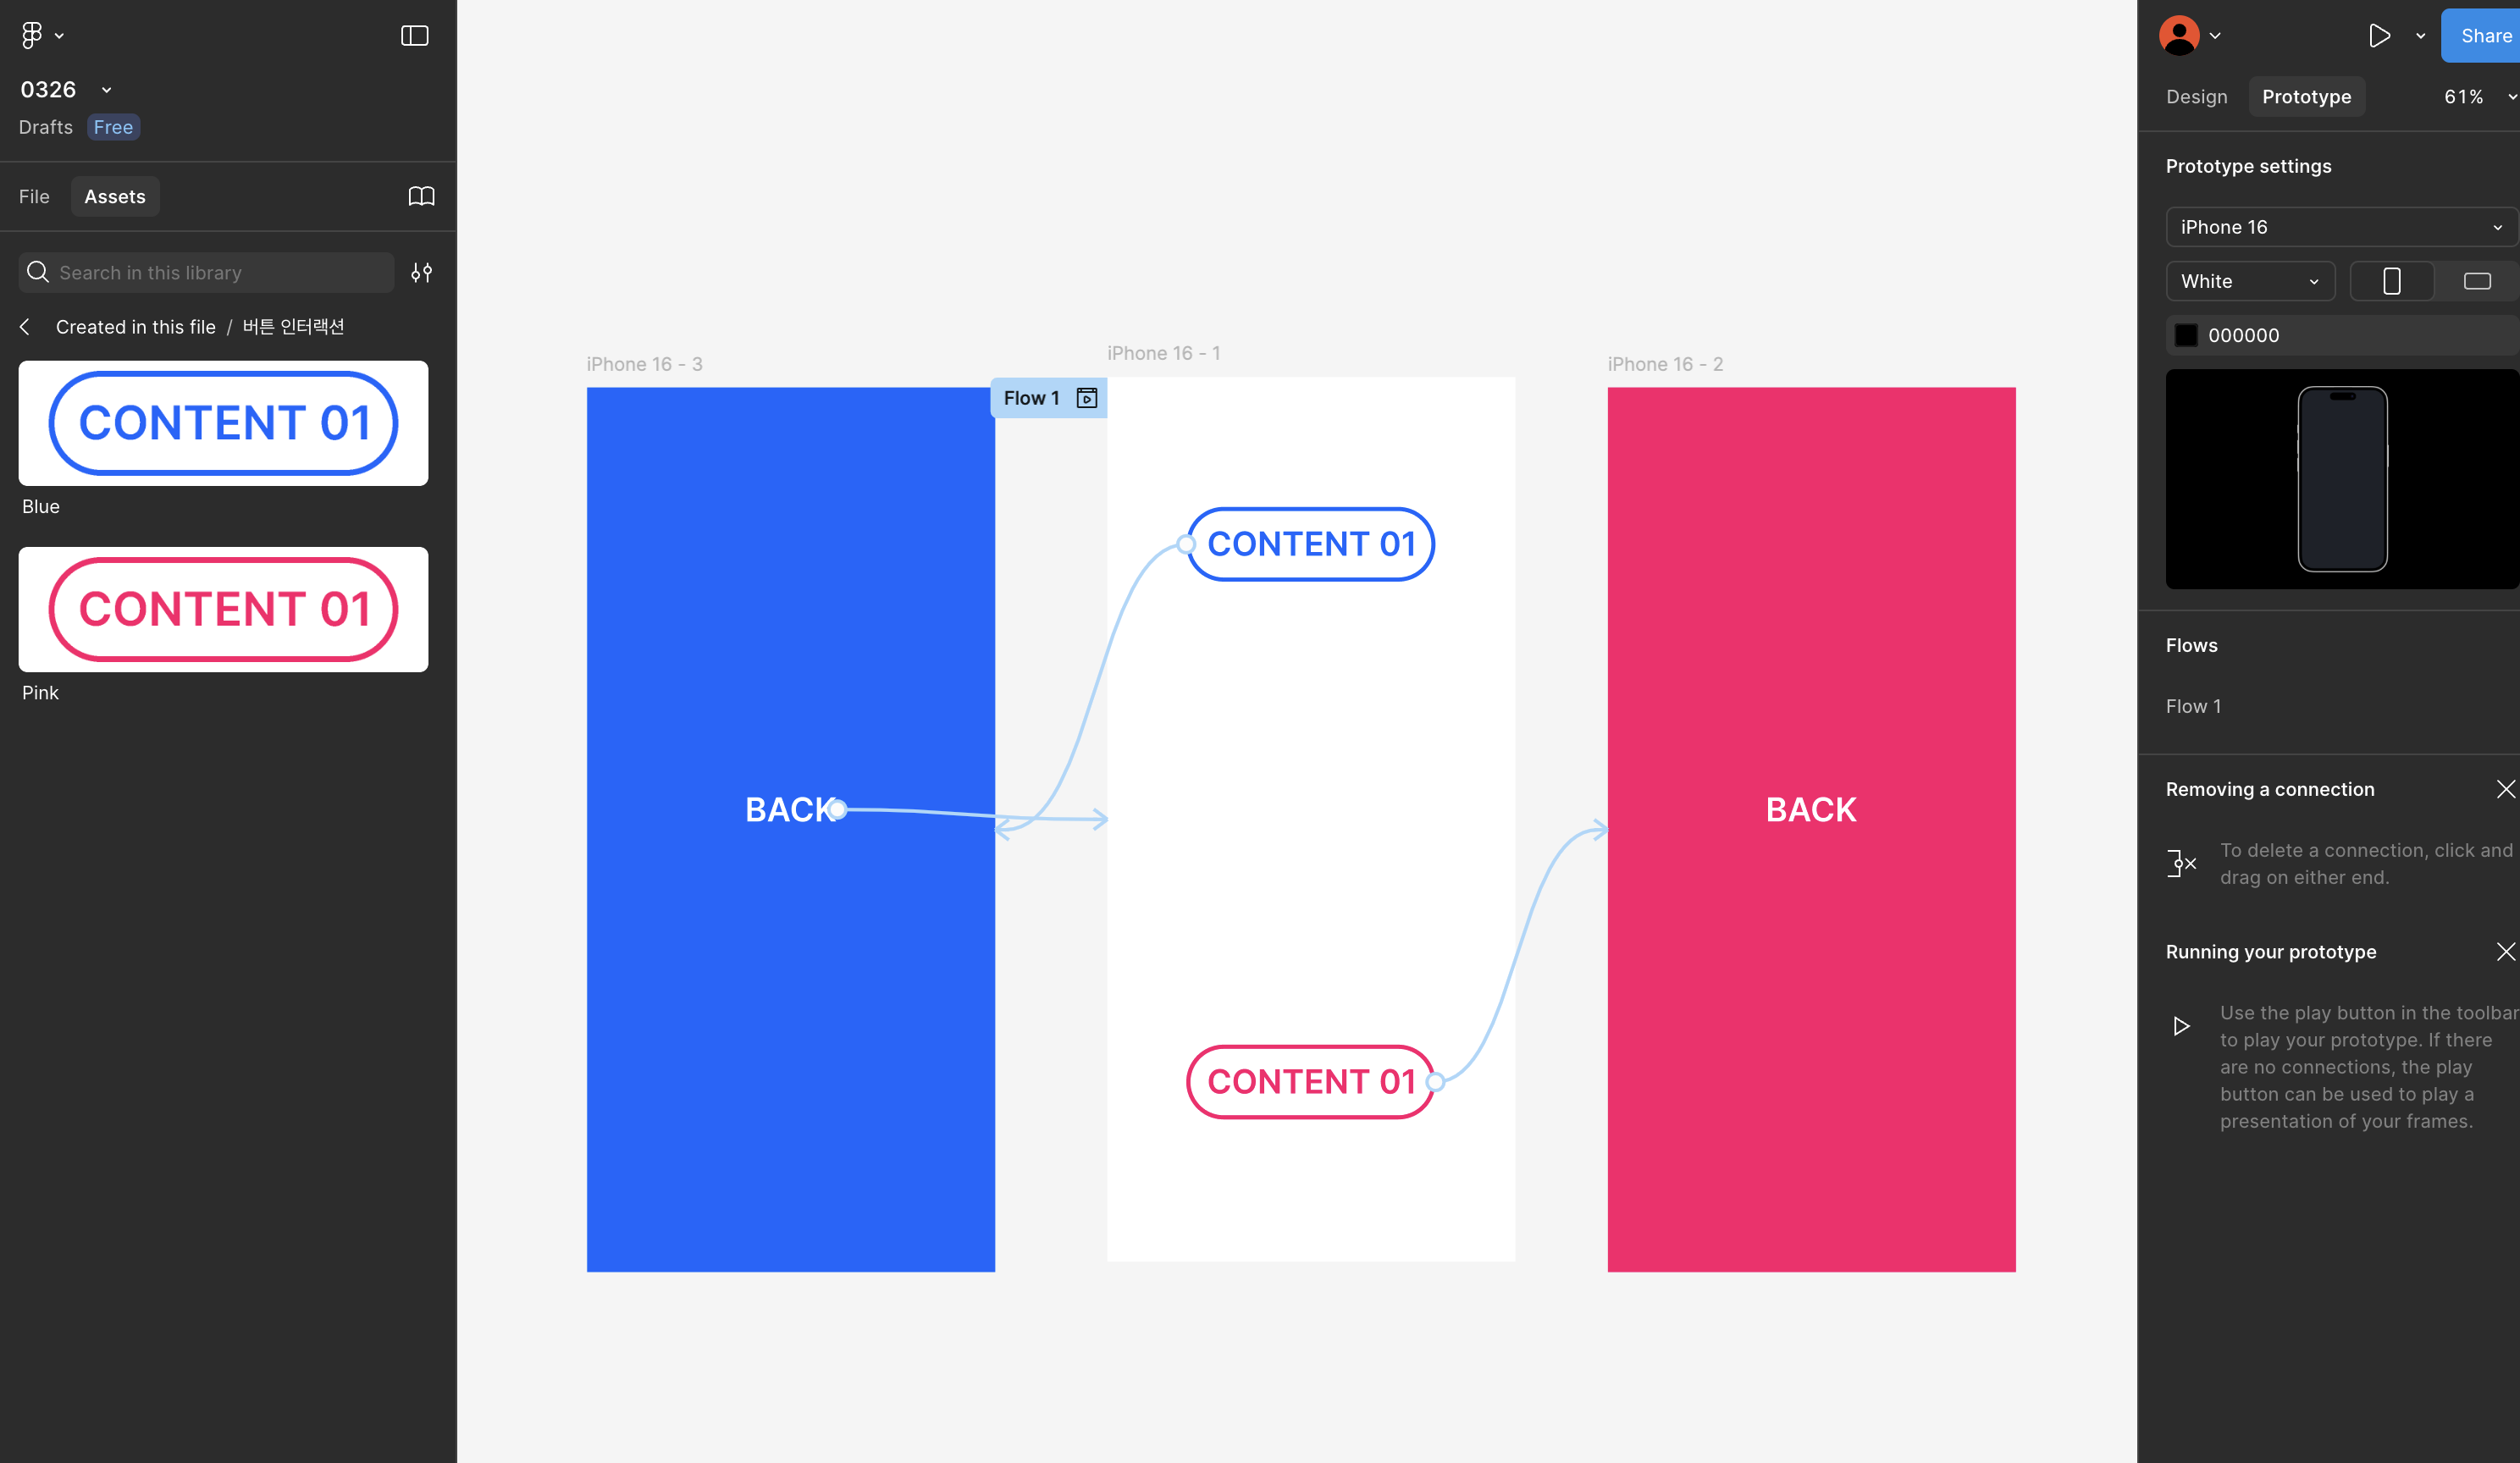 0326
Drafts Free
File Assets
Search in this library
Created in this file / 버튼 인터랙션
CONTENT 01
Blue
CONTENT 01
Pink
iPhone 16 - 3
BACK
Flow 1
iPhone 16 - 1
CONTENT 01
CONTENT 01
iPhone 16 - 2
BACK
Share
Design Prototype 61%
Prototype settings
iPhone 16
White
000000
Flows
Flow 1
Removing a connection
To delete a connection, click and
drag on either end.
Running your prototype
Use the play button in the toolbar
to play your prototype. If there
are no connections, the play
button can be used to play a
presentation of your frames.